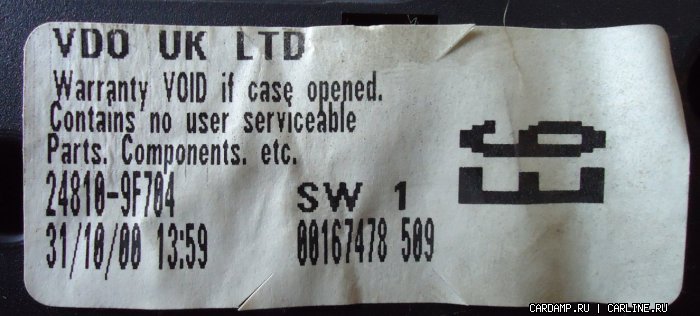 VDO UK LTD
Warranty VOID if case opened.
Contains no user serviceable
Parts. Components. etc.
24810-9F704 SW 1
31/10/00 13:59 00167478 509
E6
CARDAMP.RU | CARLINE.RU